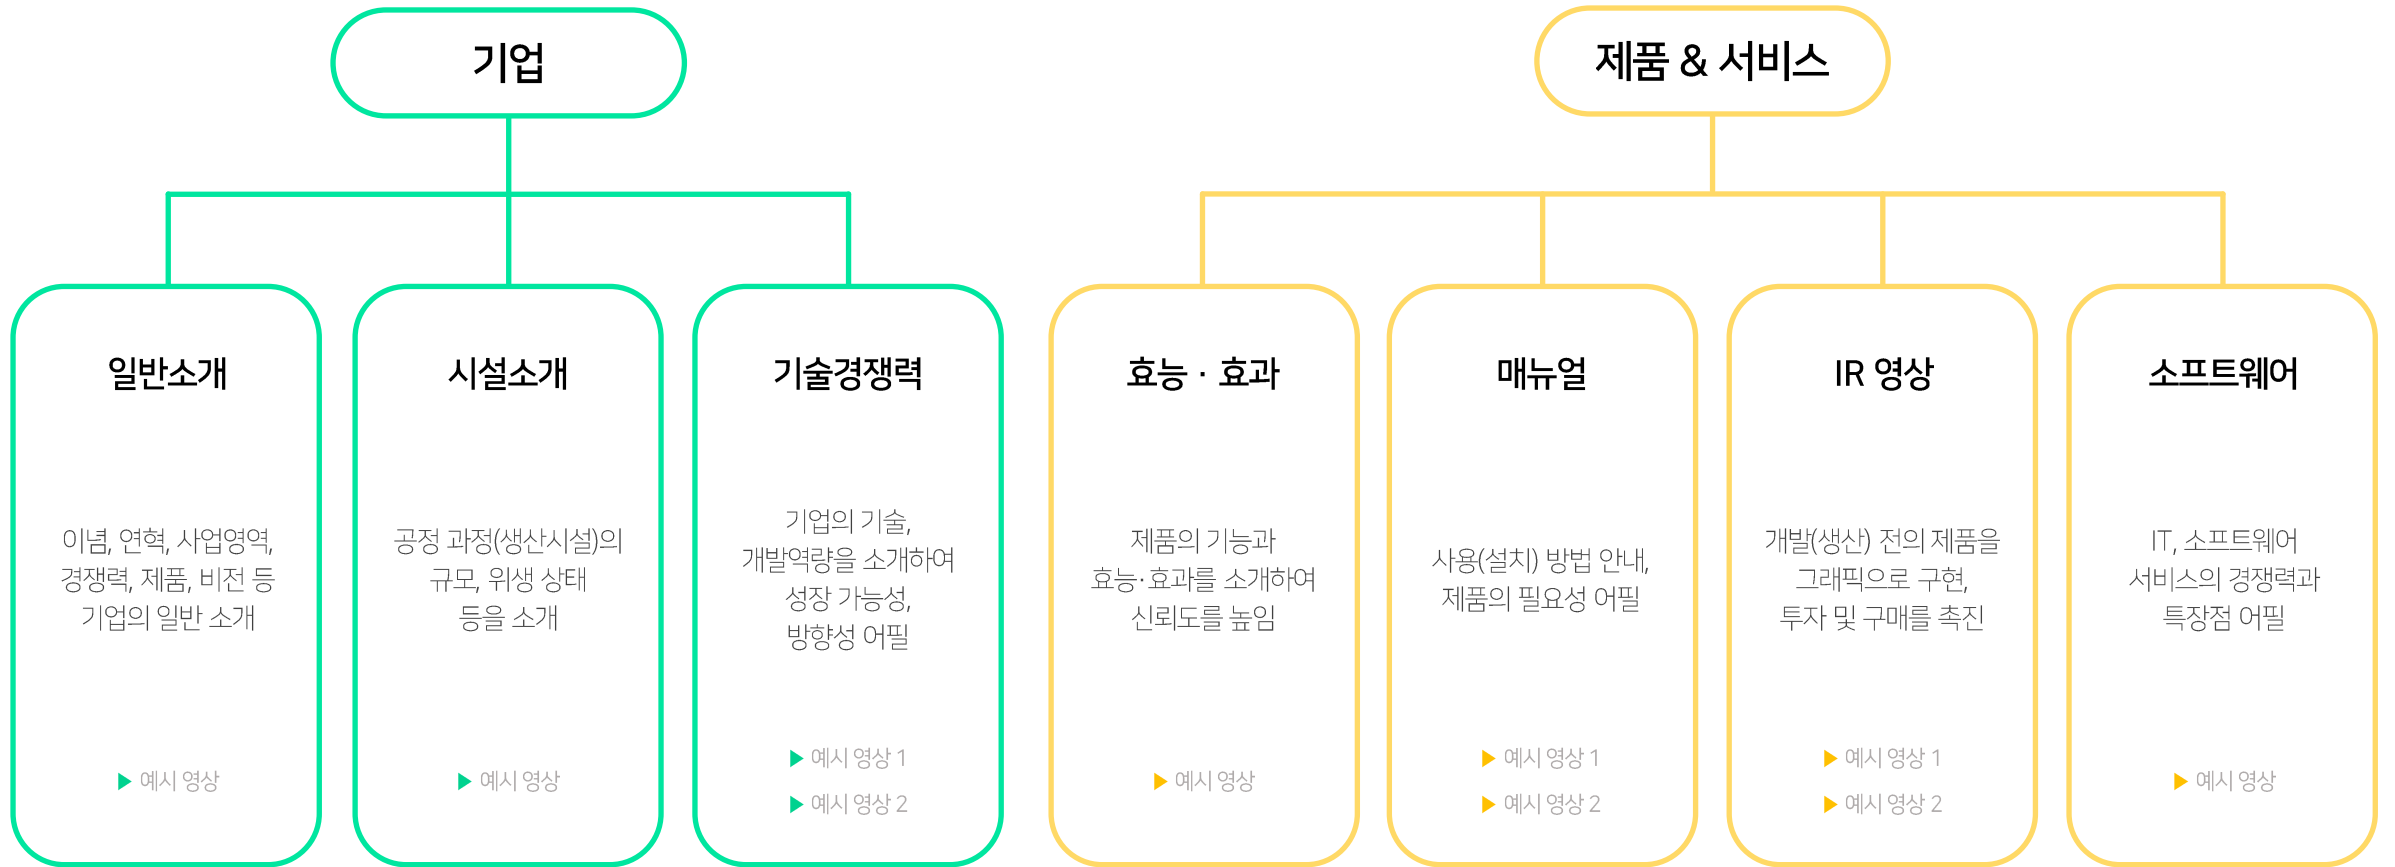 기업
일반소개
이념, 연혁, 사업영역,
경쟁력, 제품, 비전 등
기업의 일반 소개
▶ 예시 영상
시설소개
공정 과정(생산시설)의
규모, 위생 상태
등을 소개
▶ 예시 영상
기술경쟁력
기업의 기술,
개발역량을 소개하여
성장 가능성,
방향성 어필
▶ 예시 영상 1
▶ 예시 영상 2
제품 & 서비스
효능 · 효과
제품의 기능과
효능·효과를 소개하여
신뢰도를 높임
▶ 예시 영상
매뉴얼
사용(설치) 방법 안내,
제품의 필요성 어필
▶ 예시 영상 1
▶ 예시 영상 2
IR 영상
개발(생산) 전의 제품을
그래픽으로 구현,
투자 및 구매를 촉진
▶ 예시 영상 1
▶ 예시 영상 2
소프트웨어
IT, 소프트웨어
서비스의 경쟁력과
특장점 어필
▶ 예시 영상